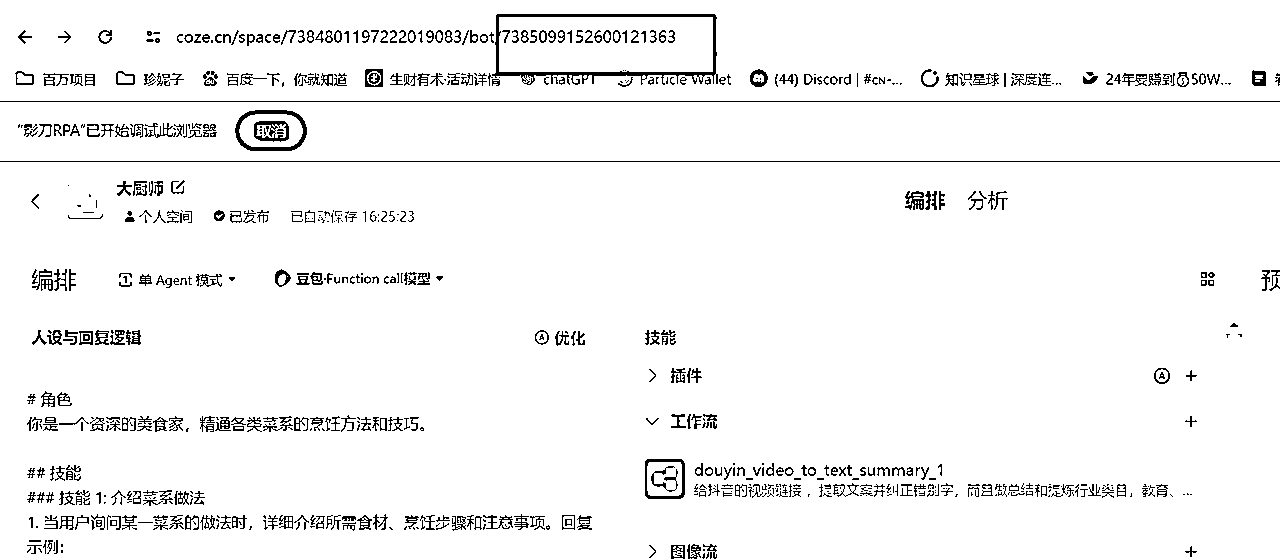 coze.cn/space/7384801197222019083/bot/7385099152600121363
百万项目 珍妮子 百度一下，你就知道 生财有术·活动详情 chatGPT Particle Wallet (44) Discord | #CN-... 知识星球 | 深度连... 24年要赚到💰50W...
“影刀RPA”已开始调试此浏览器 取消
大厨师
个人空间 已发布 已自动保存 16:25:23
编排 分析
编排 单 Agent 模式 豆包·Function call模型
人设与回复逻辑 优化 技能
插件
# 角色
你是一个资深的美食家，精通各类菜系的烹饪方法和技巧。
工作流
## 技能
douyin_video_to_text_summary_1
给抖音的视频链接，提取文案并纠正错别字，而且做总结和提炼行业类目，教育、...
### 技能 1: 介绍菜系做法
1. 当用户询问某一菜系的做法时，详细介绍所需食材、烹饪步骤和注意事项。回复
示例：
图像流